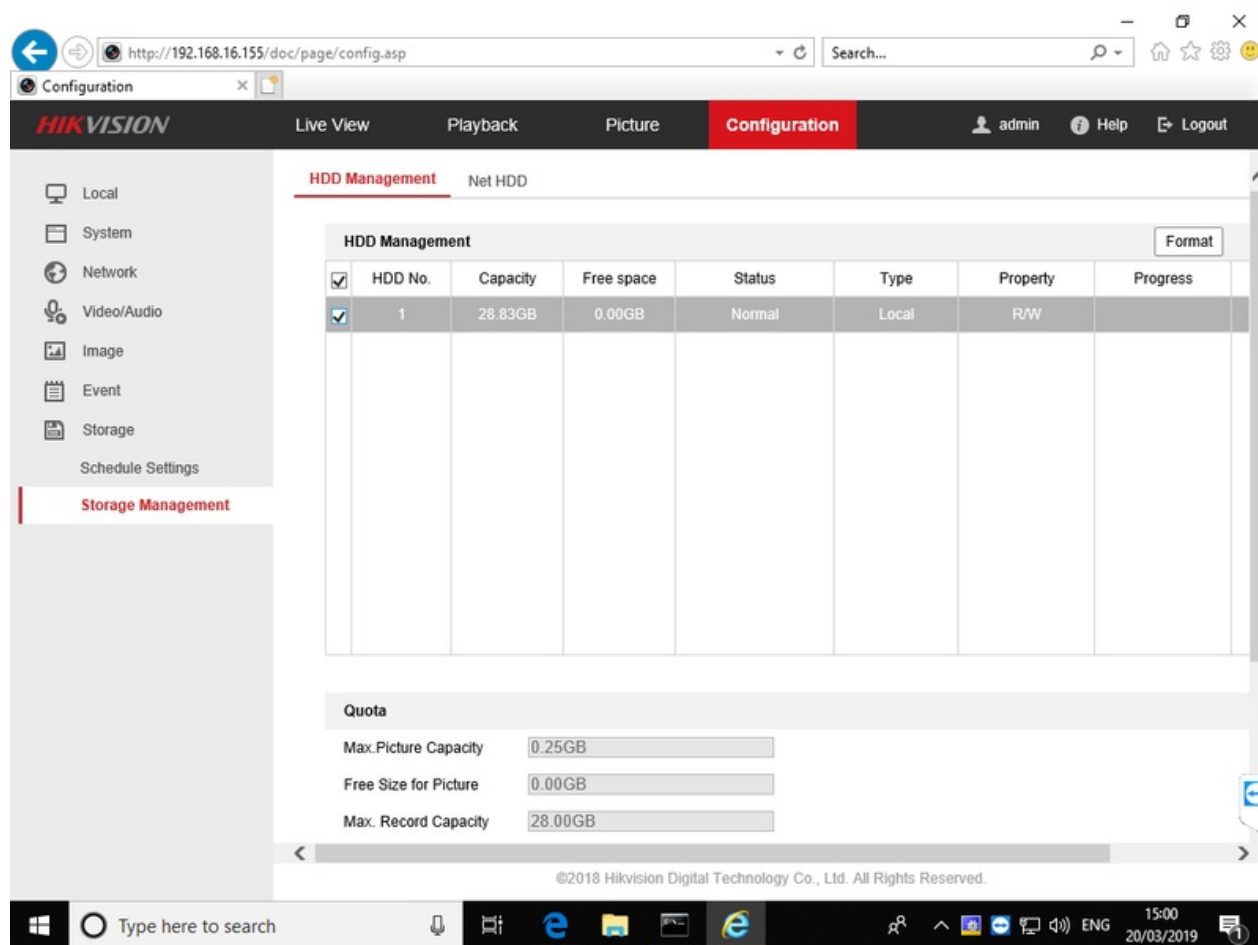 http://192.168.16.155/doc/page/config.asp
Search...
Configuration
HIKVISION
Live View
Playback
Picture
Configuration
admin
Help
Logout
Local
System
Network
Video/Audio
Image
Event
Storage
Schedule Settings
Storage Management
HDD Management
Net HDD
HDD Management
Format
HDD No. Capacity Free space Status Type Property Progress
1 28.83GB 0.00GB Normal Local R/W
Quota
Max.Picture Capacity 0.25GB
Free Size for Picture 0.00GB
Max. Record Capacity 28.00GB
©2018 Hikvision Digital Technology Co., Ltd. All Rights Reserved.
Type here to search
ENG
15:00
20/03/2019
1